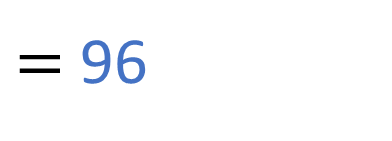 = 96